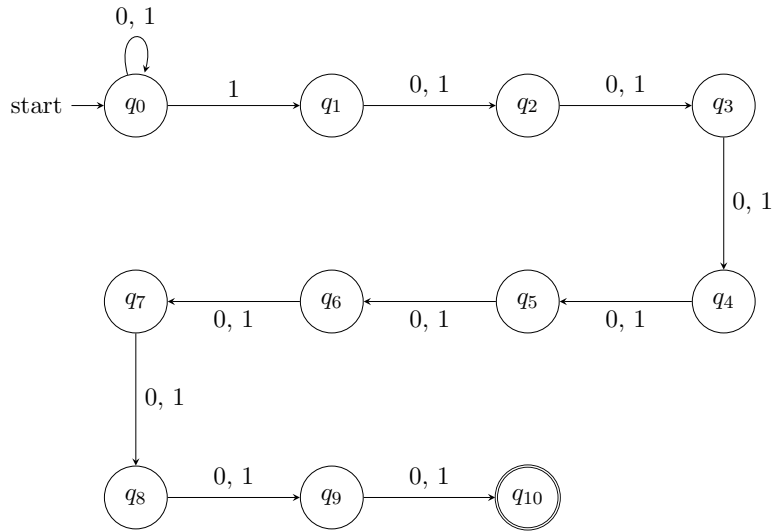 0, 1
start q0 1 q1 0, 1 q2 0, 1 q3
0, 1
q7 0, 1 q6 0, 1 q5 0, 1 q4
0, 1
q8 0, 1 q9 0, 1 q10